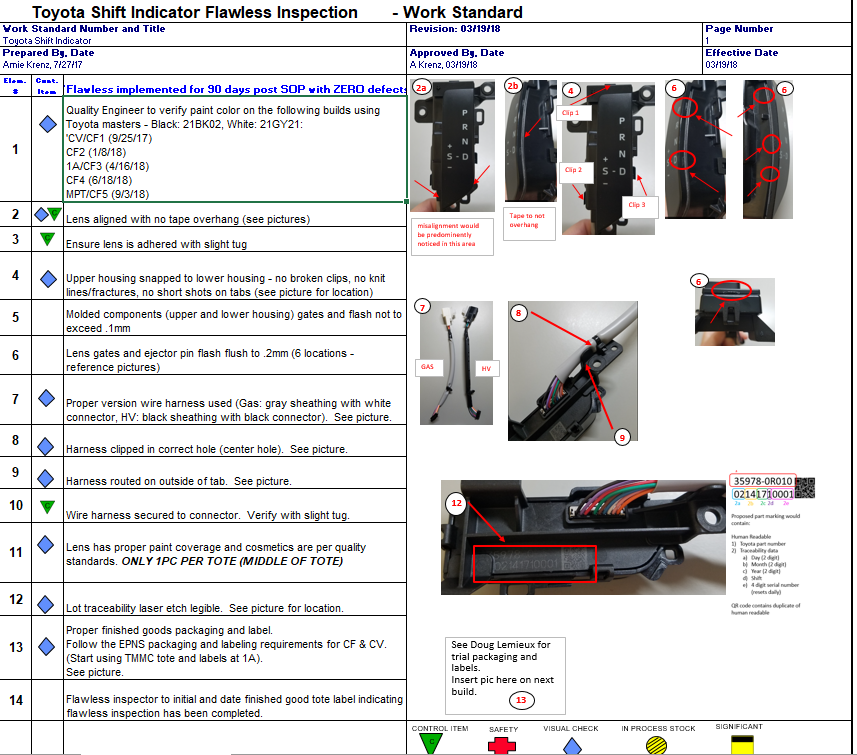 Toyota Shift Indicator Flawless Inspection - Work Standard
Work Standard Number and Title
Toyota Shift Indicator
Revision: 03/19/18
Page Number
1
Prepared By, Date
Arnie Krenz, 7/27/17
Approved By, Date
A Krenz, 03/19/18
Effective Date
03/19/18
Elem. #
Cont. Item
'Flawless implemented for 90 days post SOP with ZERO defects
1
Quality Engineer to verify paint color on the following builds using
Toyota masters - Black: 21BK02, White: 21GY21:
'CV/CF1 (9/25/17)
CF2 (1/8/18)
1A/CF3 (4/16/18)
CF4 (6/18/18)
MPT/CF5 (9/3/18)
2
Lens aligned with no tape overhang (see pictures)
3
Ensure lens is adhered with slight tug
4
Upper housing snapped to lower housing - no broken clips, no knit
lines/fractures, no short shots on tabs (see picture for location)
5
Molded components (upper and lower housing) gates and flash not to
exceed .1mm
6
Lens gates and ejector pin flash flush to .2mm (6 locations -
reference pictures)
7
Proper version wire harness used (Gas: gray sheathing with white
connector, HV: black sheathing with black connector). See picture.
8
Harness clipped in correct hole (center hole). See picture.
9
Harness routed on outside of tab. See picture.
10
C
Wire harness secured to connector. Verify with slight tug.
11
Lens has proper paint coverage and cosmetics are per quality
standards. ONLY 1PC PER TOTE (MIDDLE OF TOTE)
12
Lot traceability laser etch legible. See picture for location.
13
Proper finished goods packaging and label.
Follow the EPNS packaging and labeling requirements for CF & CV.
(Start using TMMC tote and labels at 1A).
See picture.
14
Flawless inspector to initial and date finished good tote label indicating
flawless inspection has been completed.
2a
P
R
N
+
S - D
-
misalignment would
be predominently
noticed in this area
2b
Tape to not
overhang
4
Clip 1
Clip 2
Clip 3
P
R
N
+
S - D
-
6
6
6
7
GAS
HV
8
9
12
35978-0R010
02141710001
2a 2b 2c 2d 2e
Proposed part marking would
contain:
Human Readable
1) Toyota part number
2) Traceability data
a) Day (2 digit)
b) Month (2 digit)
c) Year (2 digit)
d) Shift
e) 4 digit serial number
(resets daily)
QR code contains duplicate of
human readable
See Doug Lemieux for
trial packaging and
labels.
Insert pic here on next
build.
13
CONTROL ITEM
C
SAFETY
VISUAL CHECK
IN PROCESS STOCK
SIGNIFICANT